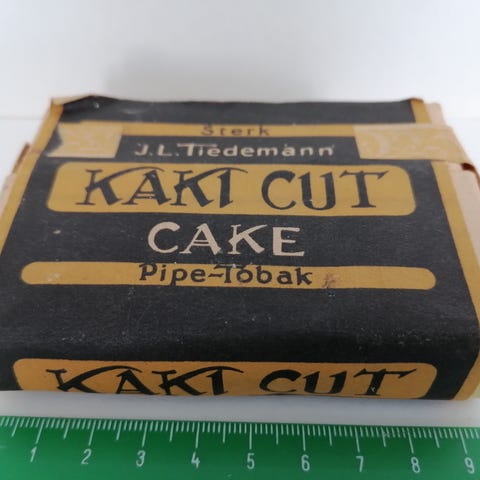 Sterk
J.L.Tiedemann
KAKI CUT
CAKE
Pipe-Tobak
KAKI CUT
1 2 3 4 5 6 7 8 9